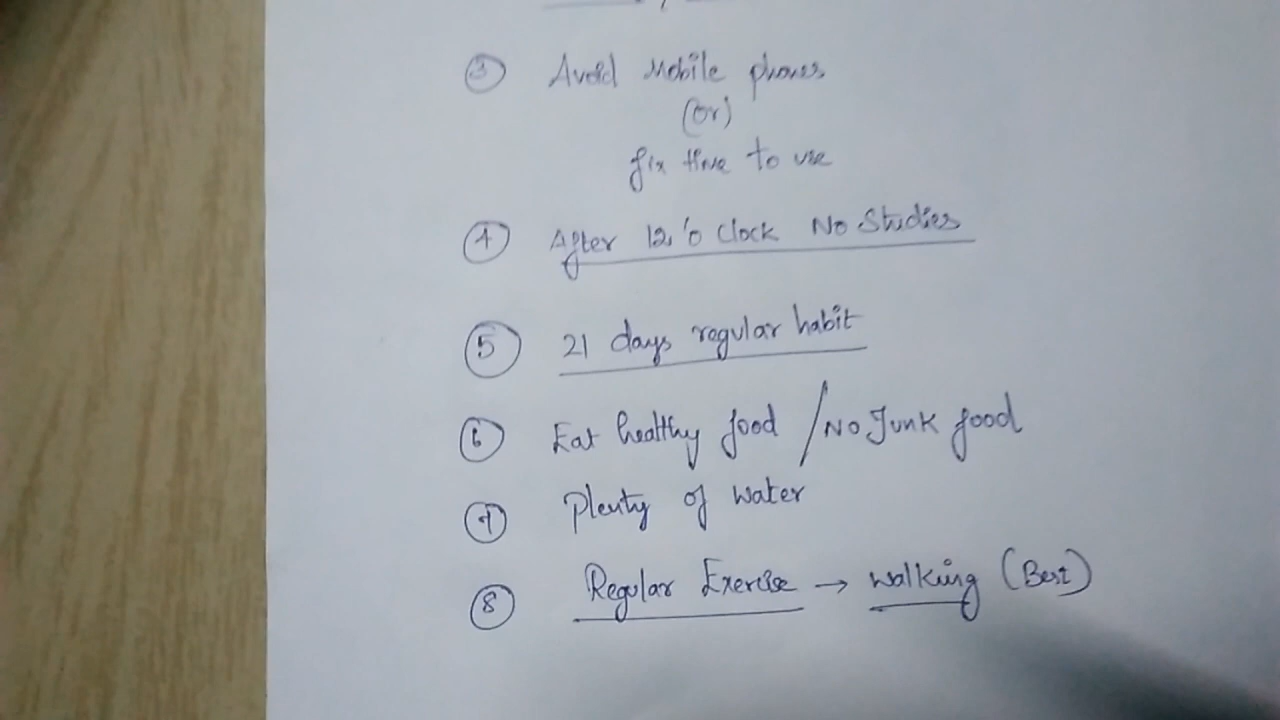 ③ Avoid Mobile phones
(or)
fix time to use
④ After 12'o Clock No Studies
⑤ 21 days regular habit
⑥ Eat healthy food / No Junk food
⑦ Plenty of water
⑧ Regular Exercise → walking (Best)